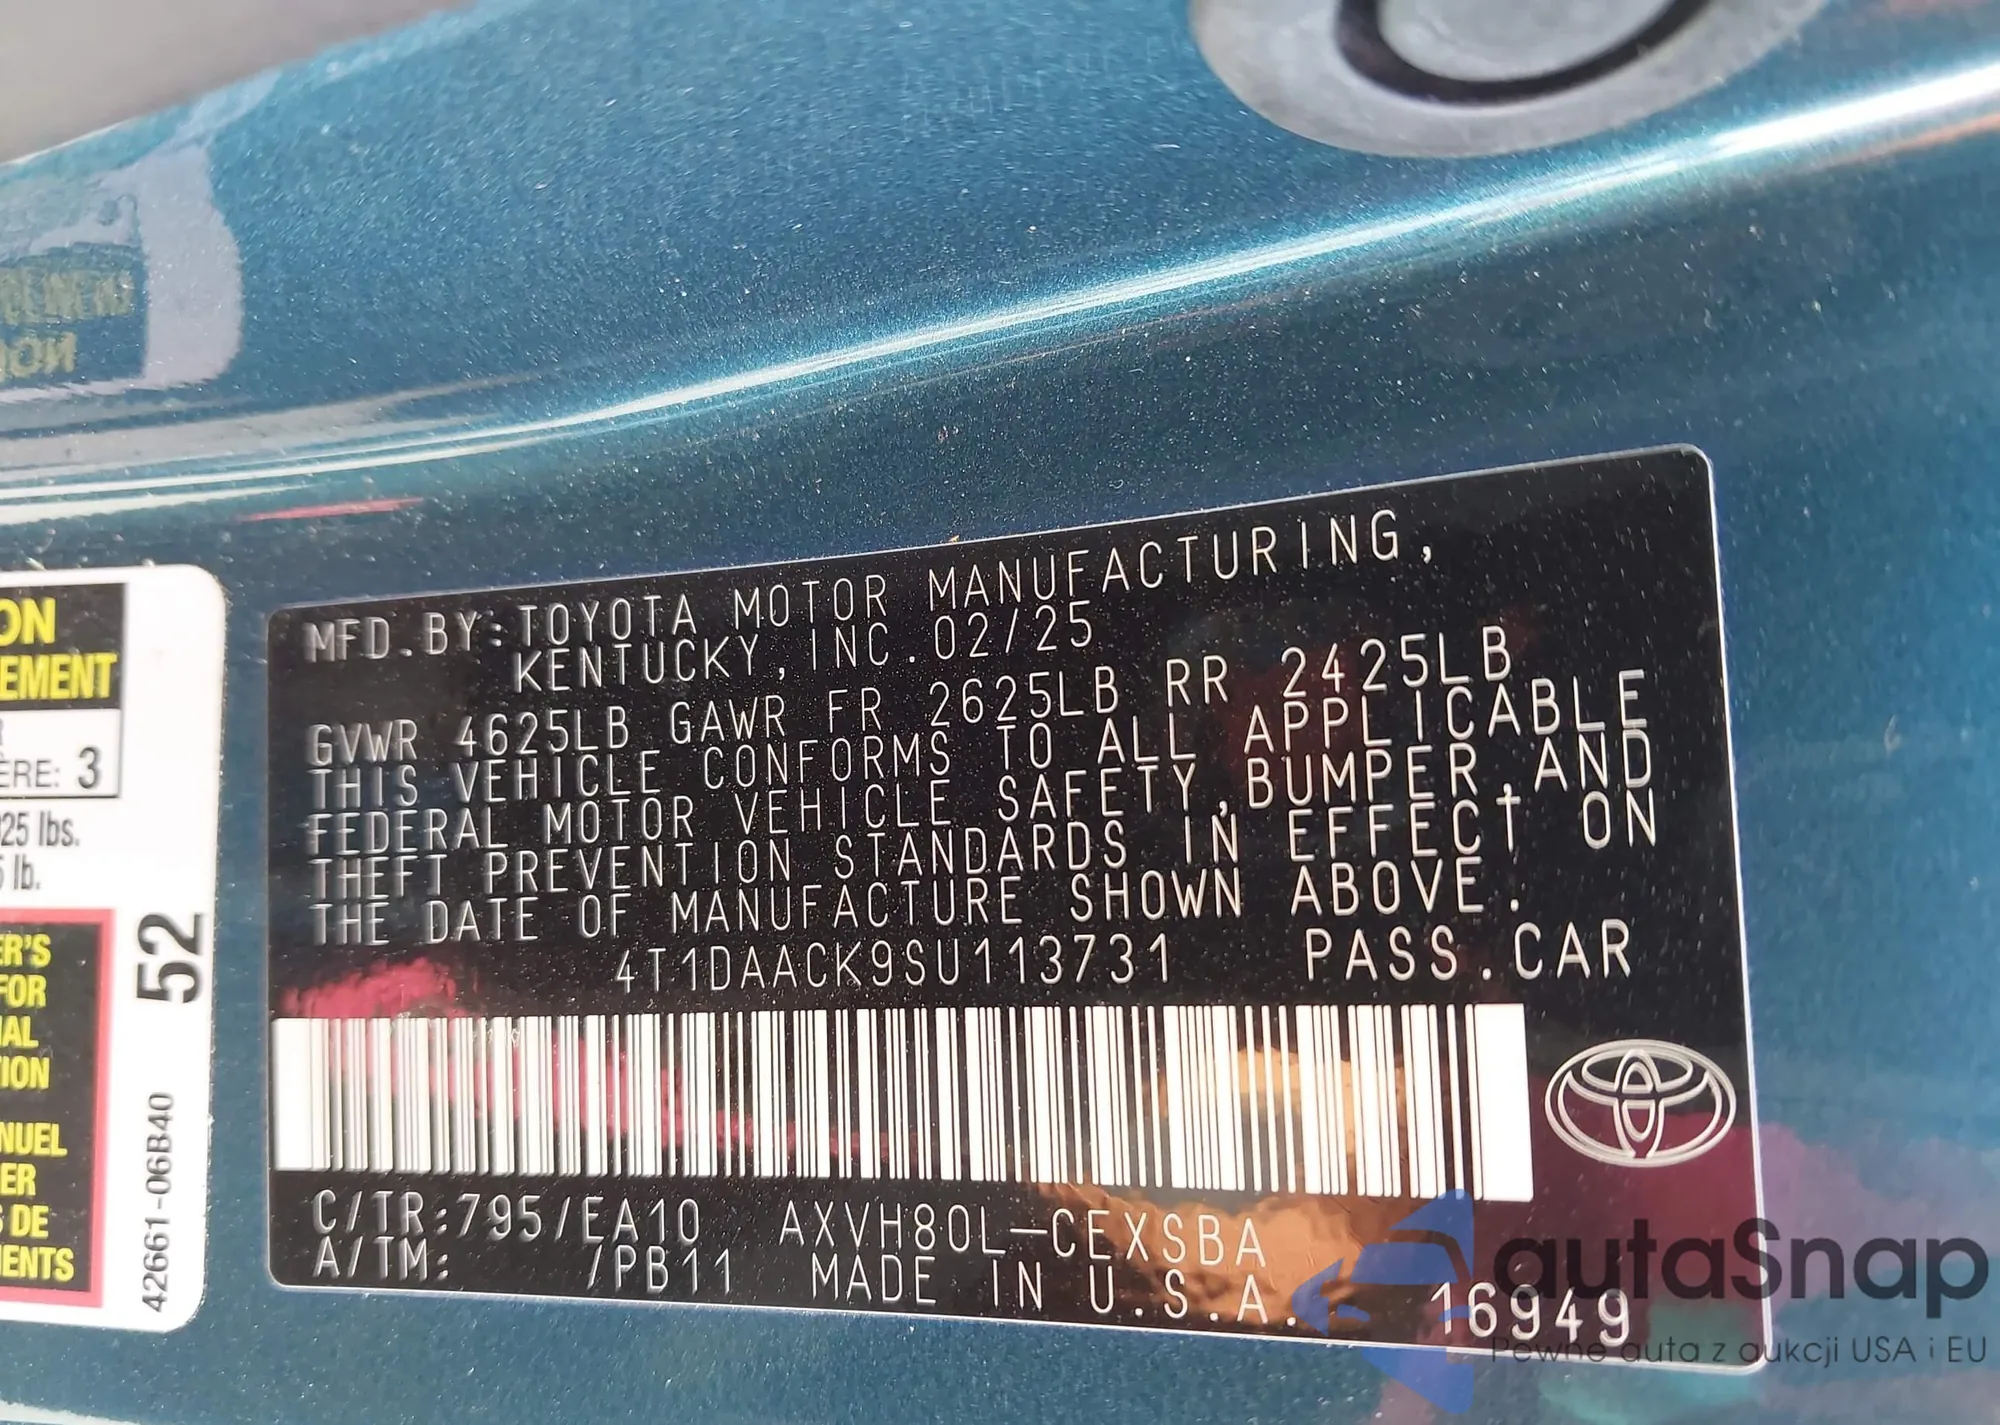 ON
EMENT
ÈRE: 3
25 lbs.
lb.
ER'S
FOR
IAL
ION
NUEL
ER
S DE
MENTS
52
42661-06B40
MFD. BY: TOYOTA MOTOR MANUFACTURING,
KENTUCKY, INC. 02/25
GVWR 4625LB GAWR FR 2625LB RR 2425LB
THIS VEHICLE CONFORMS TO ALL APPLICABLE
FEDERAL MOTOR VEHICLE SAFETY, BUMPER, AND
THEFT PREVENTION STANDARDS IN EFFECT ON
THE DATE OF MANUFACTURE SHOWN ABOVE.
4T1DAACK9SU113731 PASS. CAR
C/TR: 795/EA10 AXVH80L-CEXSBA
A/TM: /PB11 MADE IN U.S.A. 16949
autaSnap
Pewne auta z aukcji USA i EU